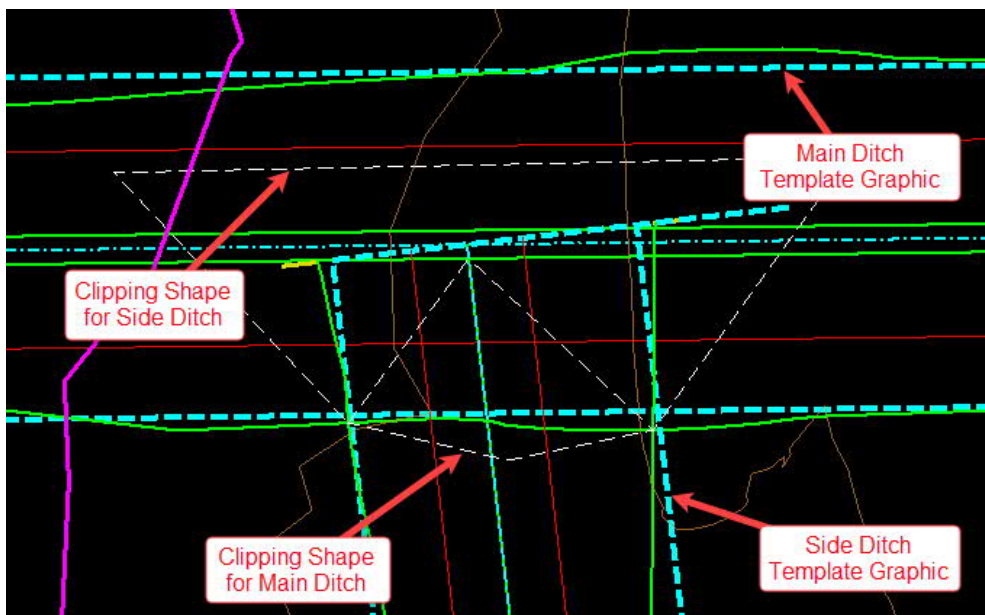 Main Ditch
Template Graphic
Clipping Shape
for Side Ditch
Clipping Shape
for Main Ditch
Side Ditch
Template Graphic